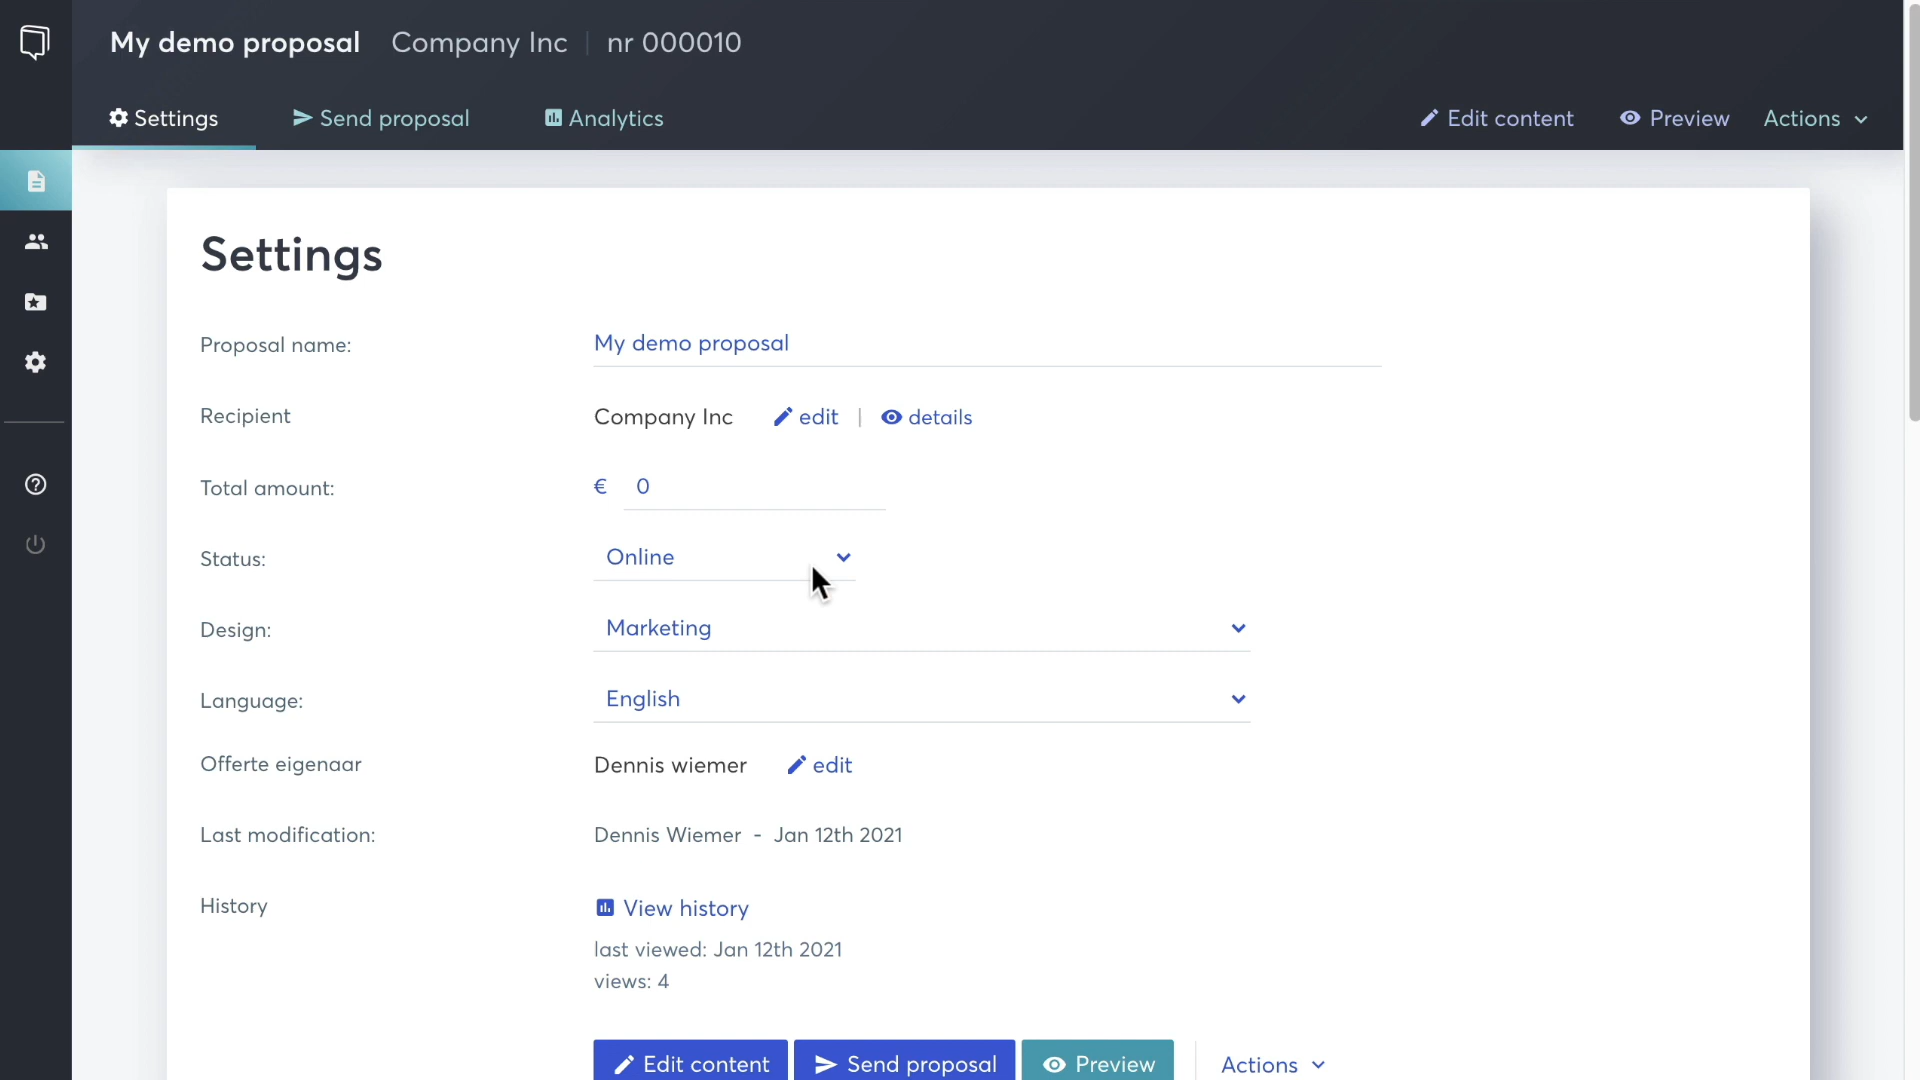 My demo proposal Company Inc | nr 000010
Settings Send proposal Analytics Edit content Preview Actions
Settings
Proposal name: My demo proposal
Recipient Company Inc edit | details
Total amount: € 0
Status: Online
Design: Marketing
Language: English
Offerte eigenaar Dennis wiemer edit
Last modification: Dennis Wiemer - Jan 12th 2021
History View history
last viewed: Jan 12th 2021
views: 4
Edit content Send proposal Preview Actions